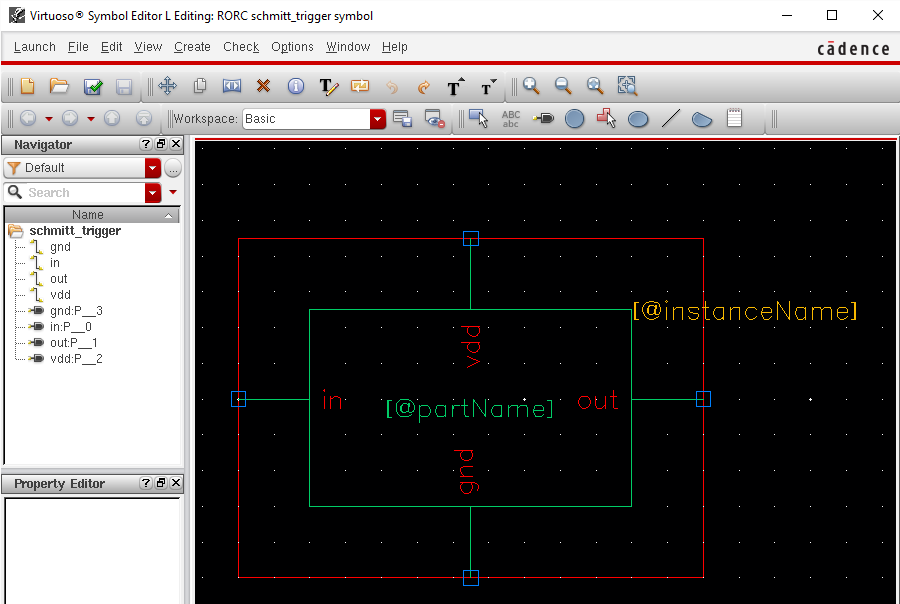 Virtuoso® Symbol Editor L Editing: RORC schmitt_trigger symbol
Launch File Edit View Create Check Options Window Help
cādence
Workspace: Basic
ABC
abc
Navigator
Default
Search
Name
schmitt_trigger
gnd
in
out
vdd
gnd:P__3
in:P__0
out:P__1
vdd:P__2
Property Editor
[@instanceName]
vdd
in
[@partName]
out
gnd